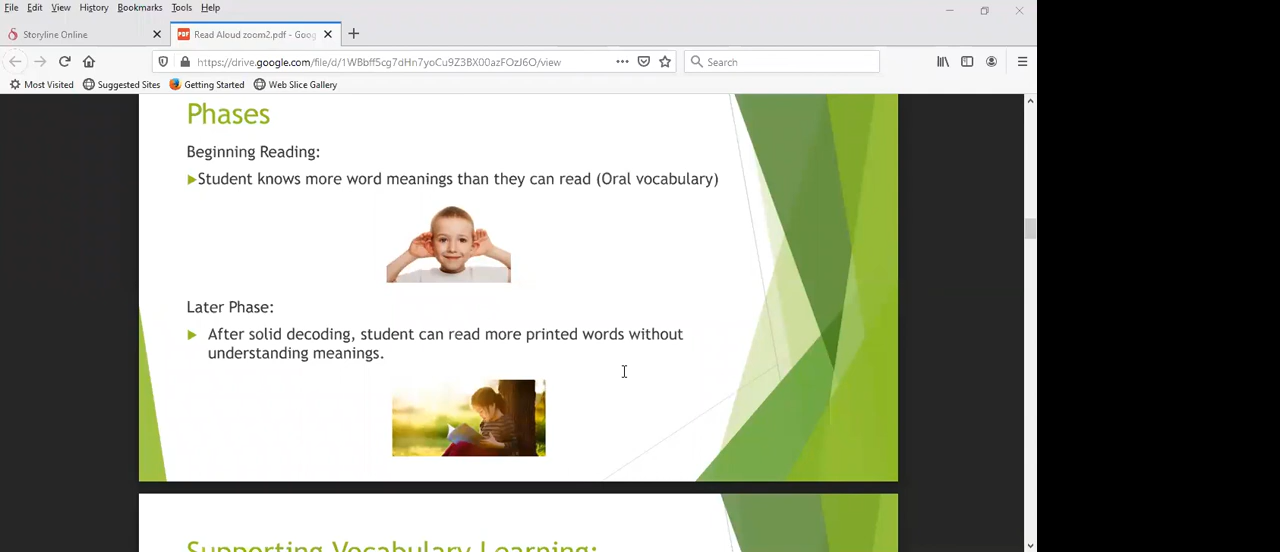 File Edit View History Bookmarks Tools Help
Storyline Online
PDF Read Aloud zoom2.pdf - Goog
https://drive.google.com/file/d/1WBbff5cg7dHn7yoCu9Z3BX00azFOzJ6O/view
Search
Most Visited Suggested Sites Getting Started Web Slice Gallery
Phases
Beginning Reading:
Student knows more word meanings than they can read (Oral vocabulary)
Later Phase:
After solid decoding, student can read more printed words without
understanding meanings.
Supporting Vocabulary Learning: